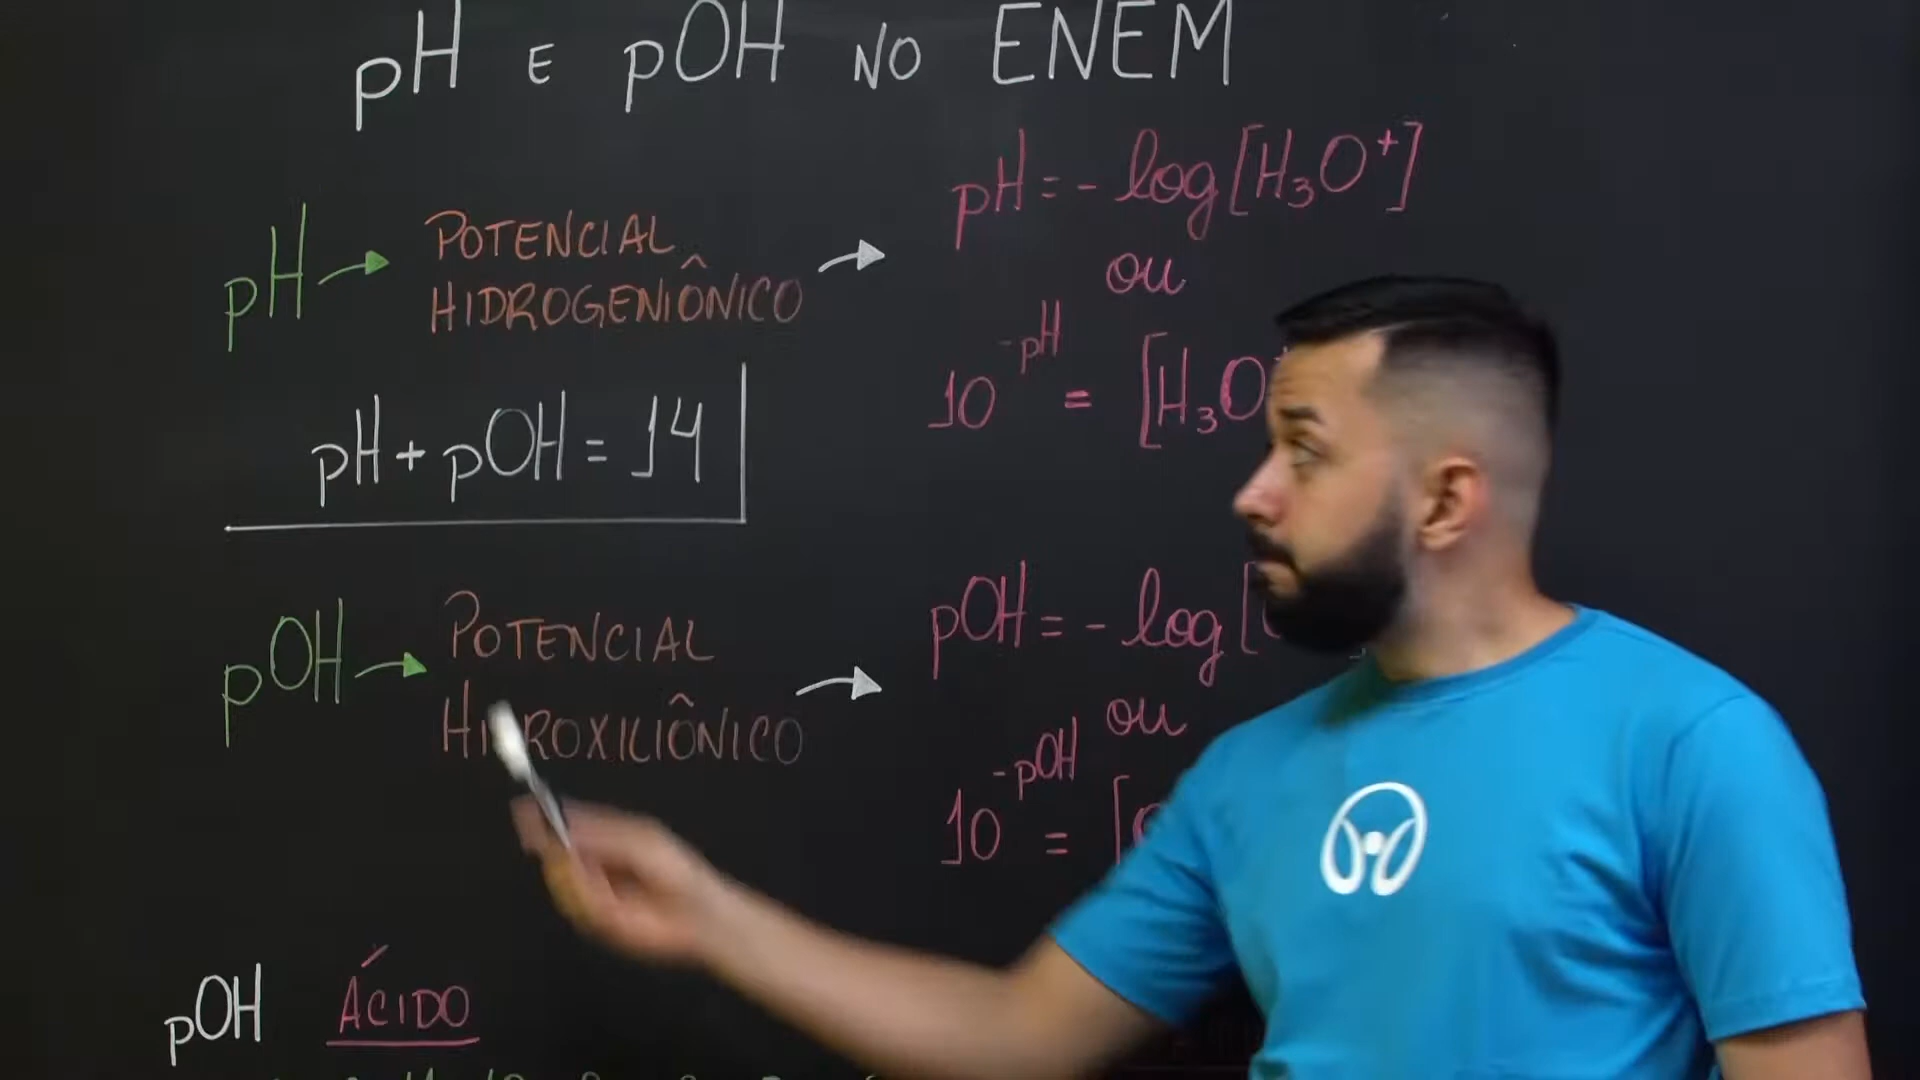 pH E pOH NO ENEM
pH → POTENCIAL HIDROGENIÔNICO →
pH = - log [H₃O⁺]
ou
10⁻ᵖᴴ = [H₃O
pH + pOH = 14
pOH → POTENCIAL
HIDROXILIÔNICO →
pOH = - log [
ou
10⁻ᵖᴼᴴ = [
pOH ÁCIDO